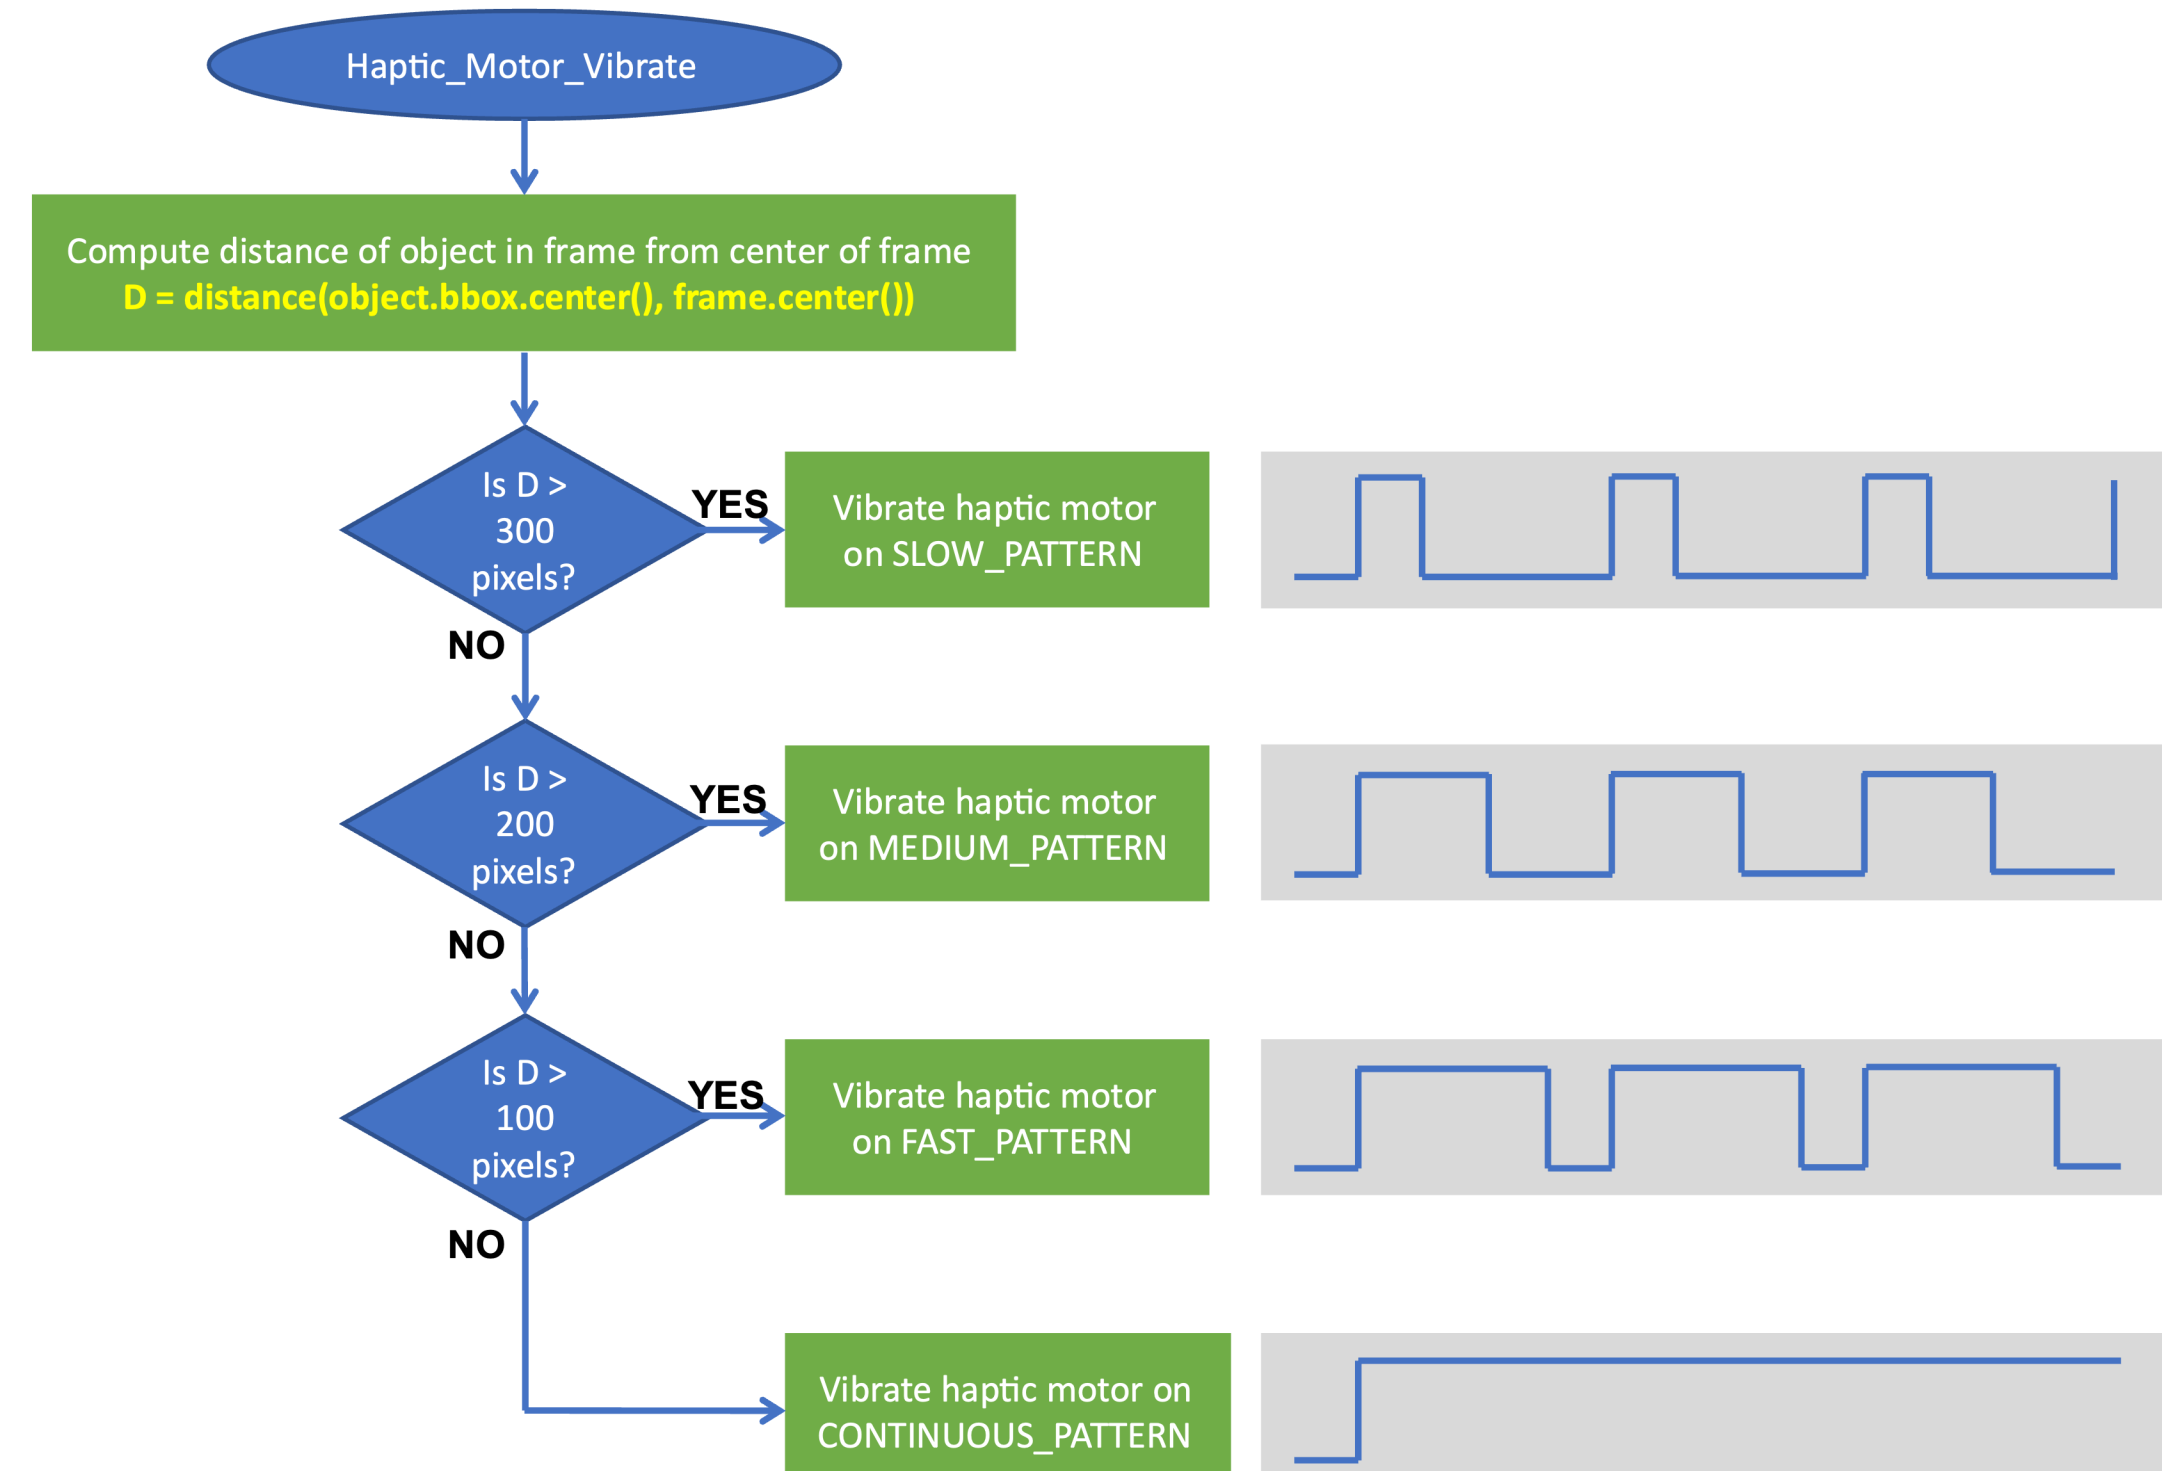 Haptic_Motor_Vibrate
Compute distance of object in frame from center of frame
D = distance(object.bbox.center(), frame.center())
Is D >
300
pixels?
YES
Vibrate haptic motor
on SLOW_PATTERN
NO
Is D >
200
pixels?
YES
Vibrate haptic motor
on MEDIUM_PATTERN
NO
Is D >
100
pixels?
YES
Vibrate haptic motor
on FAST_PATTERN
NO
Vibrate haptic motor on
CONTINUOUS_PATTERN